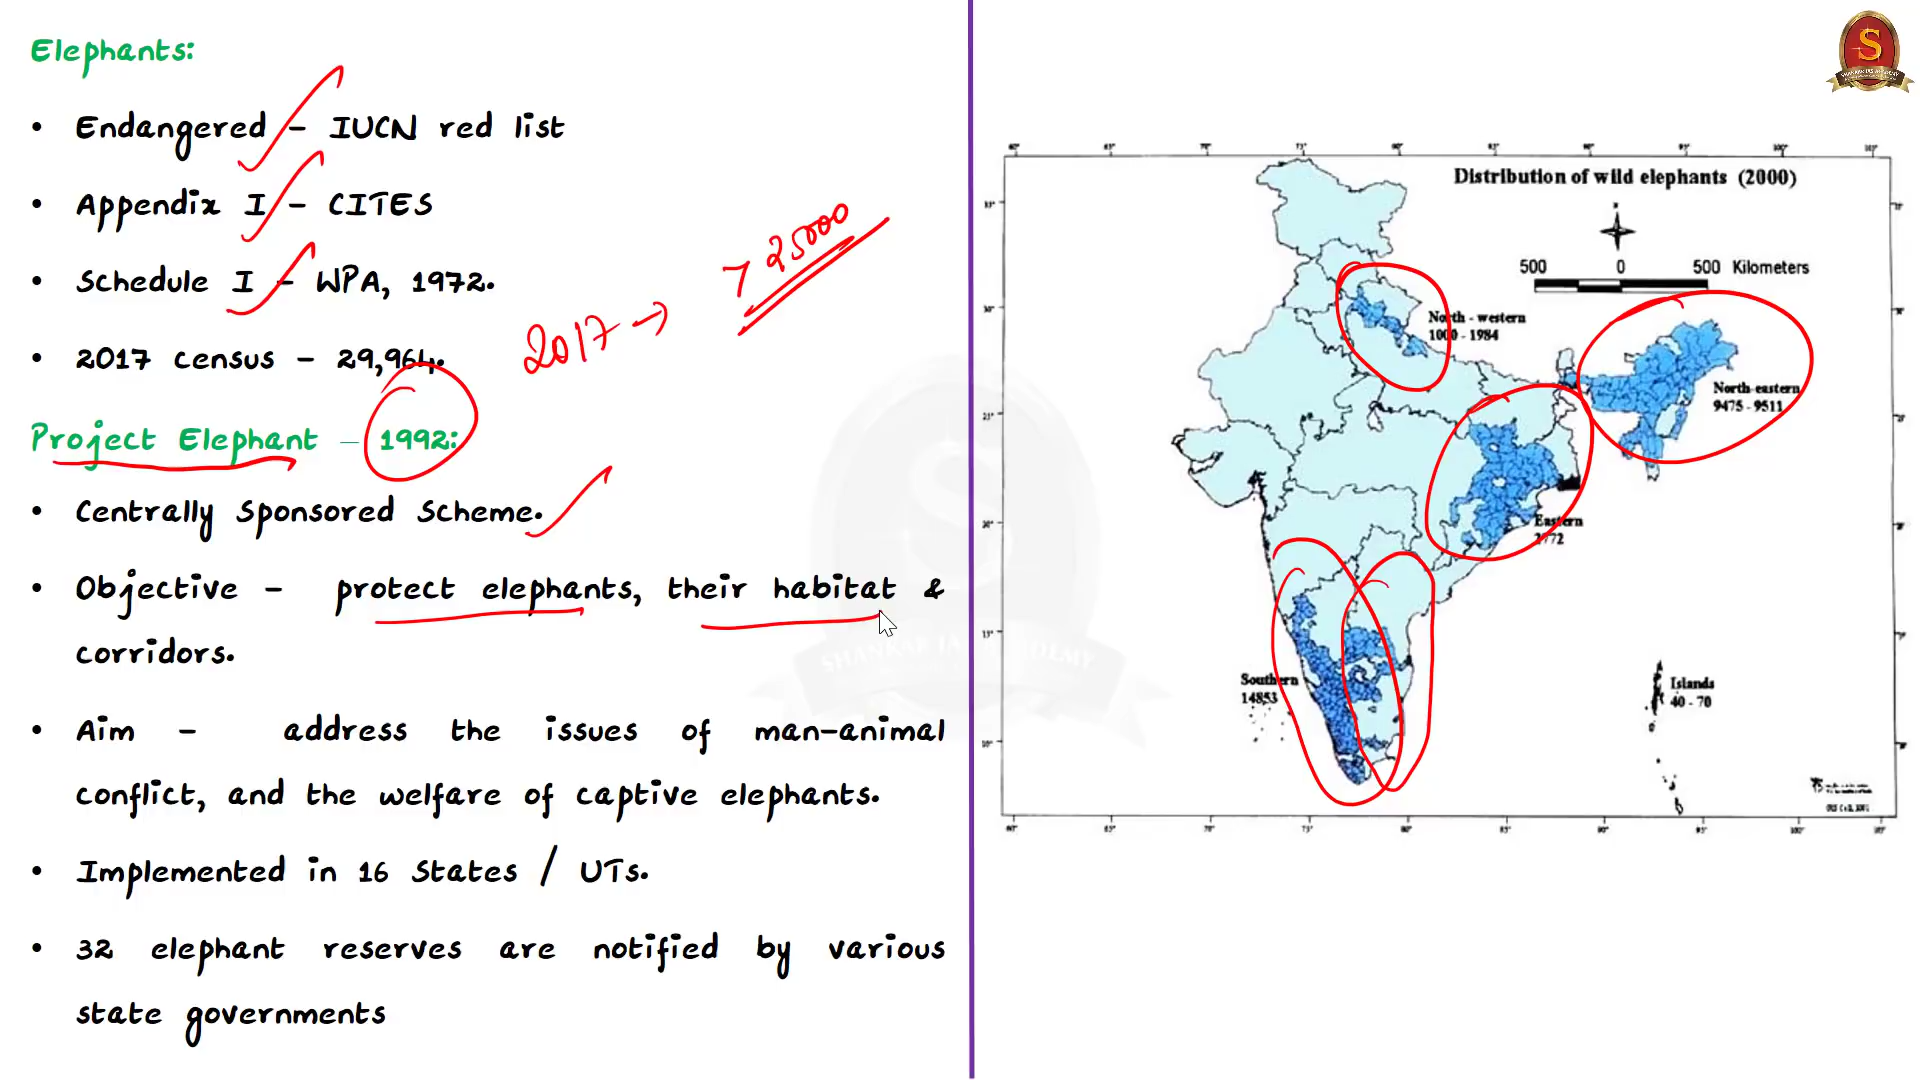 Elephants:
• Endangered – IUCN red list
• Appendix I – CITES
• Schedule I – WPA, 1972.
• 2017 census – 29,964.
2017 → > 25000
Project Elephant – 1992:
• Centrally Sponsored Scheme.
• Objective – protect elephants, their habitat &
corridors.
• Aim – address the issues of man-animal
conflict, and the welfare of captive elephants.
• Implemented in 16 States / UTs.
• 32 elephant reserves are notified by various
state governments
Distribution of wild elephants (2000)
N
500 0 500 Kilometers
North - western
1000 - 1984
North-eastern
9475 - 9511
Eastern
2772
Southern
14853
Islands
40 - 70
S
SHANKAR IAS ACADEMY